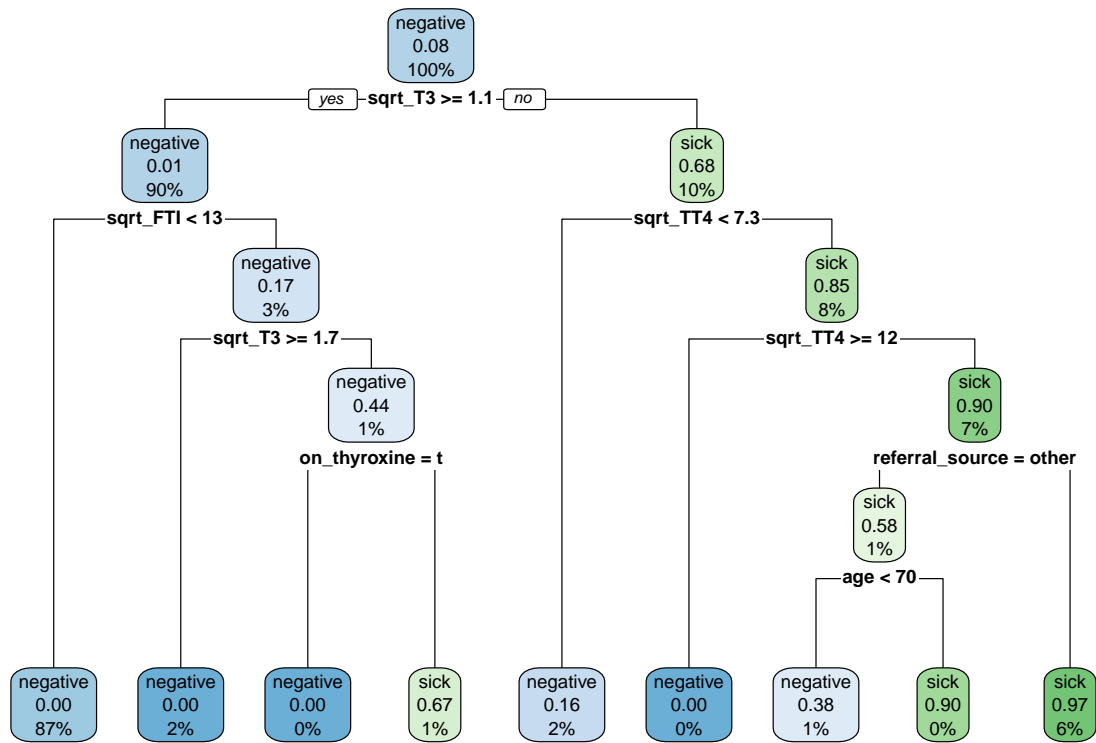 negative
0.08
100%
yes sqrt_T3 >= 1.1 no
negative
0.01
90%
sick
0.68
10%
sqrt_FTI < 13
sqrt_TT4 < 7.3
negative
0.17
3%
sick
0.85
8%
sqrt_T3 >= 1.7
sqrt_TT4 >= 12
negative
0.44
1%
sick
0.90
7%
on_thyroxine = t
referral_source = other
sick
0.58
1%
age < 70
negative
0.00
87%
negative
0.00
2%
negative
0.00
0%
sick
0.67
1%
negative
0.16
2%
negative
0.00
0%
negative
0.38
1%
sick
0.90
0%
sick
0.97
6%